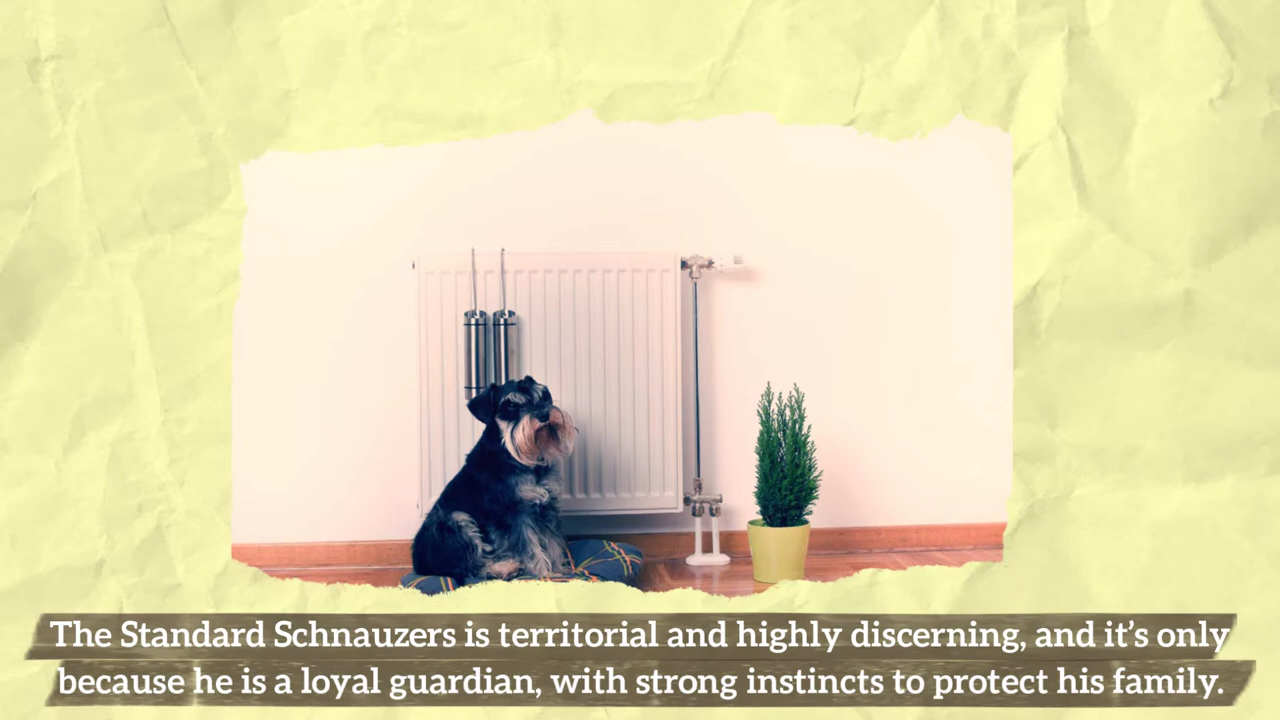 The Standard Schnauzers is territorial and highly discerning, and it’s only
because he is a loyal guardian, with strong instincts to protect his family.